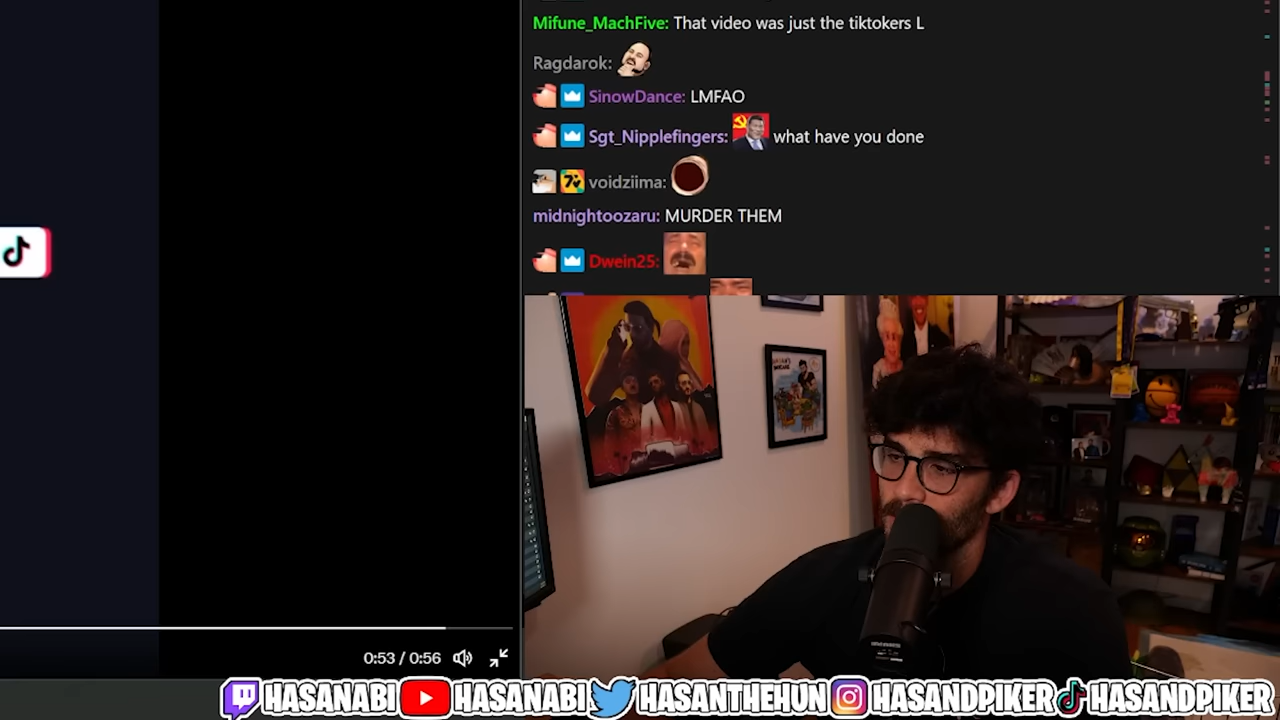 Mifune_MachFive: That video was just the tiktokers L
Ragdarok:
SinowDance: LMFAO
Sgt_Nipplefingers: what have you done
voidziima:
midnightoozaru: MURDER THEM
Dwein25:
0:53 / 0:56
HASANABI HASANABI HASANTHEHUN HASANDPIKER HASANDPIKER